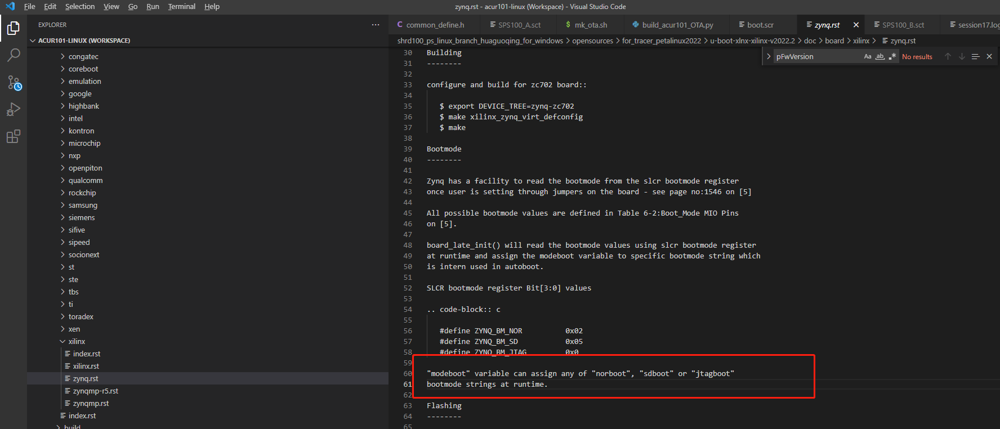 File Edit Selection View Go Run Terminal Help
zynq.rst - acur101-linux (Workspace) - Visual Studio Code
EXPLORER
ACUR101-LINUX (WORKSPACE)
congatec
coreboot
emulation
google
highbank
intel
kontron
microchip
nxp
openpiton
qualcomm
rockchip
samsung
siemens
sifive
sipeed
socionext
st
ste
tbs
ti
toradex
xen
xilinx
index.rst
xilinx.rst
zynq.rst
zynqmp-r5.rst
zynqmp.rst
index.rst
build
C common_define.h SPS100_A.sct $ mk_ota.sh build_acur101_OTA.py boot.scr zynq.rst SPS100_B.sct session17.log
shrd100_ps_linux_branch_huaguoqing_for_windows > opensources > for_tracer_petalinux2022 > u-boot-xlnx-xilinx-v2022.2 > doc > board > xilinx > zynq.rst
pFwVersion Aa ab .* No results
30 Building
31 --------
32
33 configure and build for zc702 board::
34
35 $ export DEVICE_TREE=zynq-zc702
36 $ make xilinx_zynq_virt_defconfig
37 $ make
38
39 Bootmode
40 --------
41
42 Zynq has a facility to read the bootmode from the slcr bootmode register
43 once user is setting through jumpers on the board - see page no:1546 on [5]
44
45 All possible bootmode values are defined in Table 6-2:Boot_Mode MIO Pins
46 on [5].
47
48 board_late_init() will read the bootmode values using slcr bootmode register
49 at runtime and assign the modeboot variable to specific bootmode string which
50 is intern used in autoboot.
51
52 SLCR bootmode register Bit[3:0] values
53
54 .. code-block:: c
55
56 #define ZYNQ_BM_NOR 0x02
57 #define ZYNQ_BM_SD 0x05
58 #define ZYNQ_BM_JTAG 0x0
59
60 "modeboot" variable can assign any of "norboot", "sdboot" or "jtagboot"
61 bootmode strings at runtime.
62
63 Flashing
64 --------
65